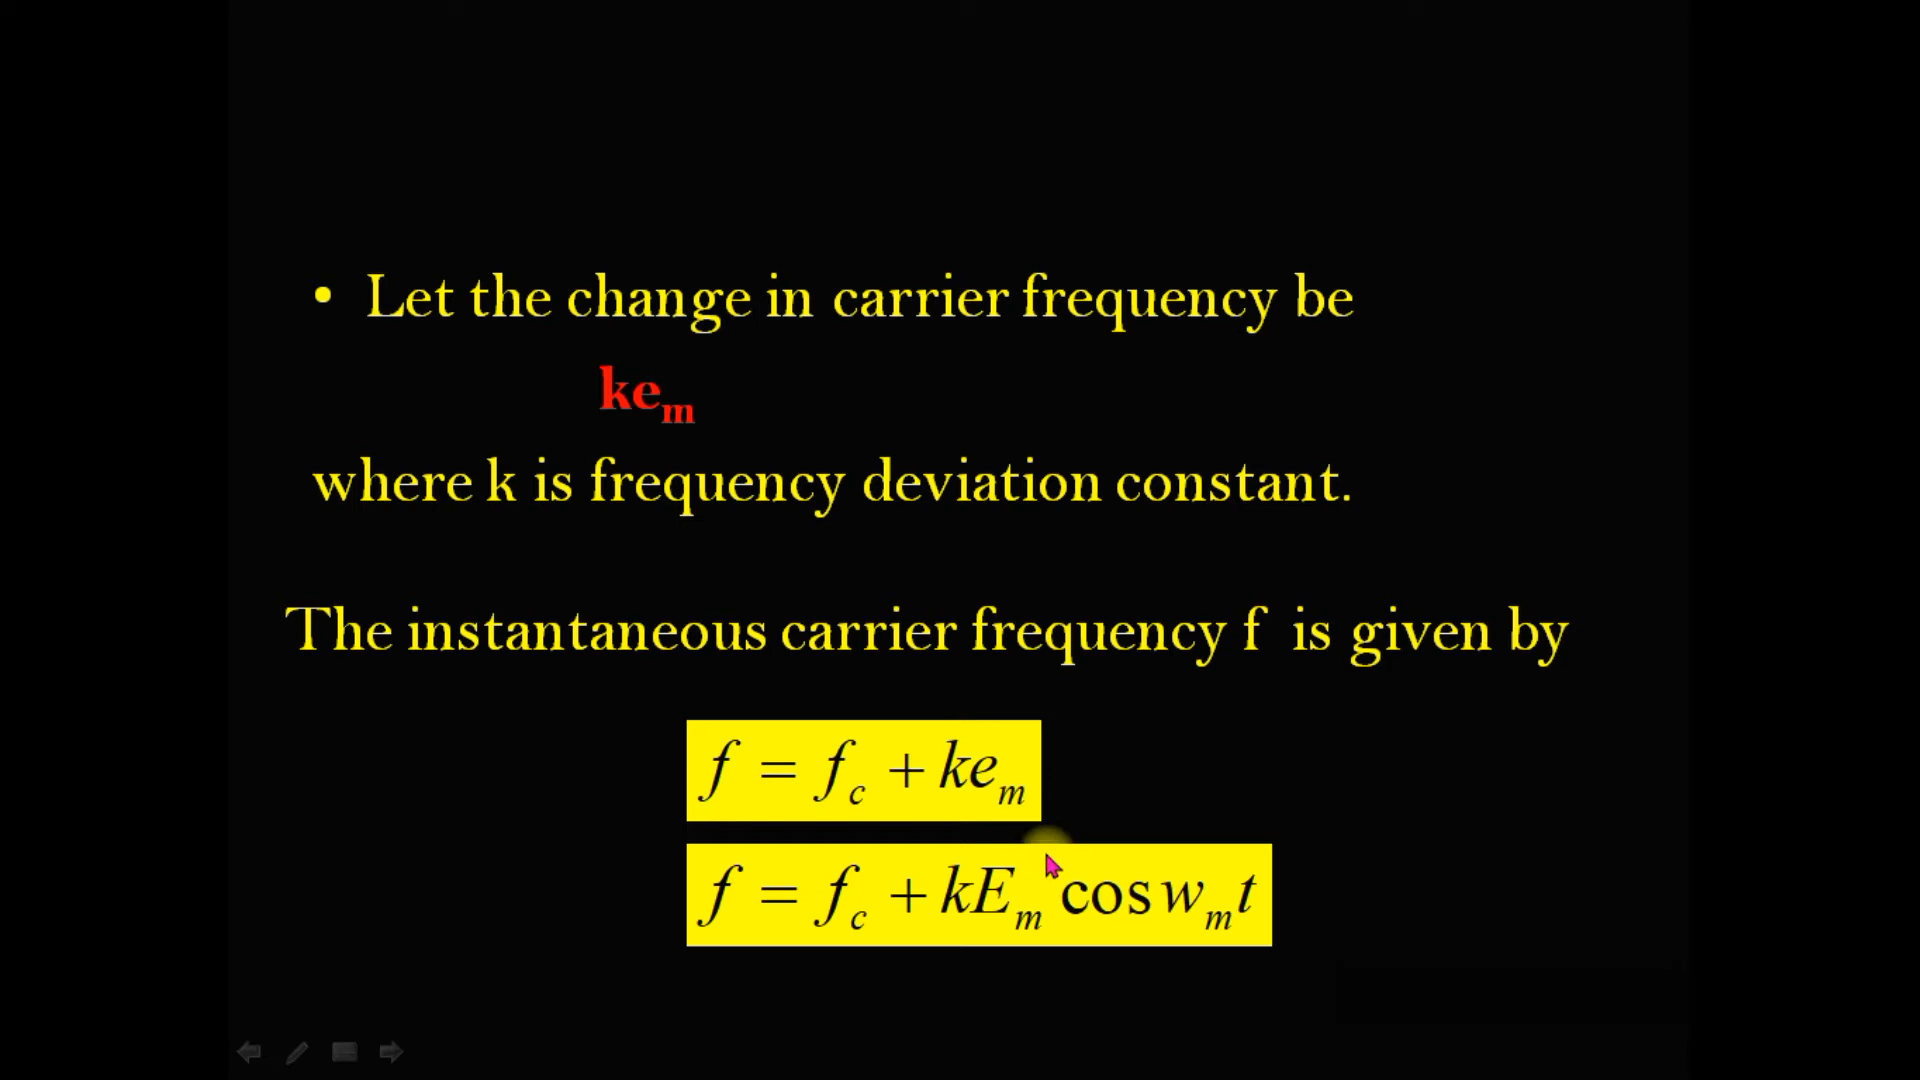 • Let the change in carrier frequency be
keₘ
where k is frequency deviation constant.
The instantaneous carrier frequency f is given by
f = f_c + ke_m
f = f_c + kE_m cos w_m t